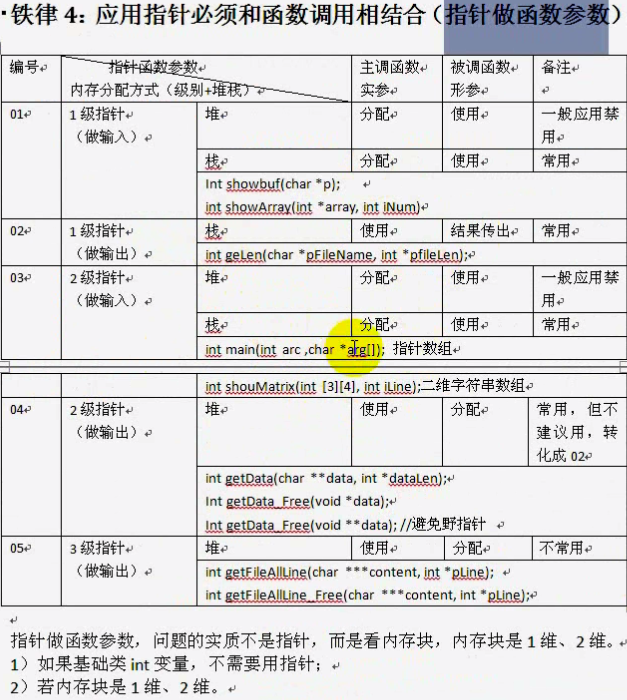 ·铁律 4：应用指针必须和函数调用相结合（指针做函数参数）
编号
指针函数参数
内存分配方式（级别+堆栈）
主调函数
实参
被调函数
形参
备注
01
1 级指针
（做输入）
堆
分配
使用
一般应用禁
用
栈
分配
使用
常用
Int showbuf(char *p);
int showArray(int *array, int iNum)
02
1 级指针
（做输出）
栈
使用
结果传出
常用
int geLen(char *pFileName, int *pfileLen);
03
2 级指针
（做输入）
堆
分配
使用
一般应用禁
用
栈
分配
使用
常用
int main(int arc ,char *arg[]); 指针数组
int shouMatrix(int [3][4], int iLine);二维字符串数组
04
2 级指针
（做输出）
堆
使用
分配
常用，但不
建议用，转
化成 02
int getData(char **data, int *dataLen);
Int getData_Free(void *data);
Int getData_Free(void **data); //避免野指针
05
3 级指针
（做输出）
堆
使用
分配
不常用
int getFileAllLine(char ***content, int *pLine);
int getFileAllLine_Free(char ***content, int *pLine);
指针做函数参数，问题的实质不是指针，而是看内存块，内存块是 1 维、2 维。
1）如果基础类 int 变量，不需要用指针；
2）若内存块是 1 维、2 维。